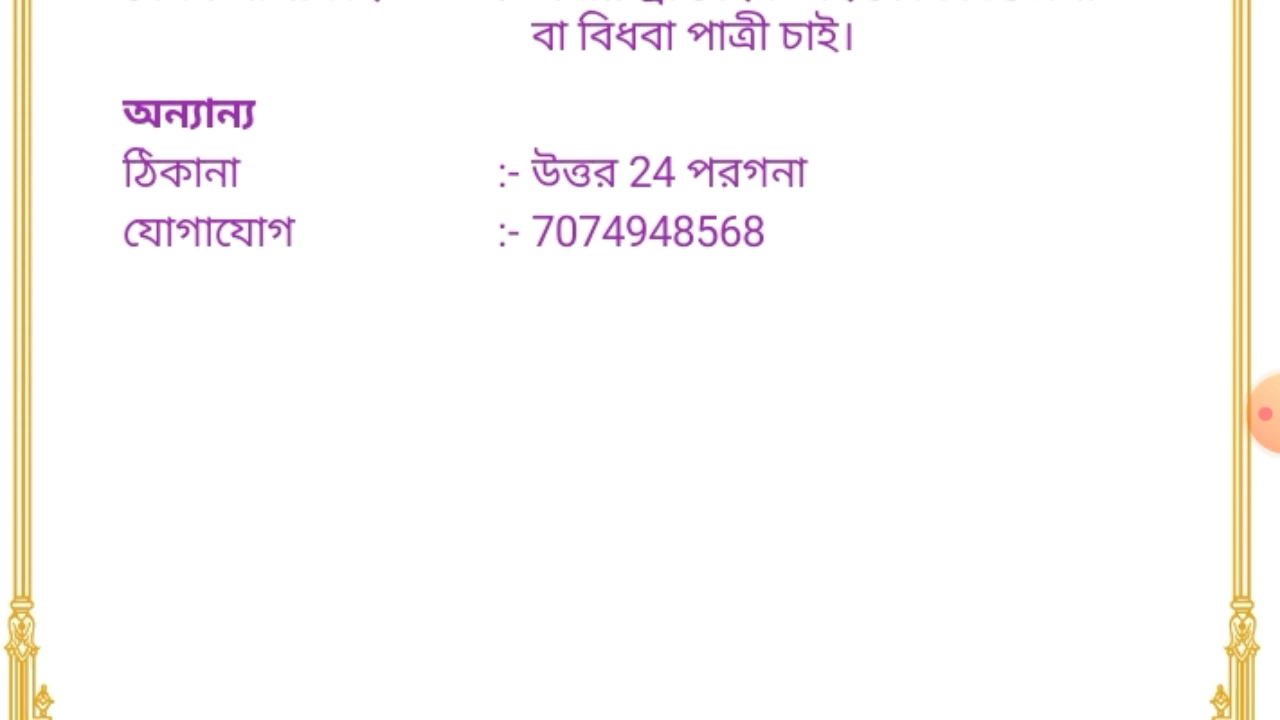 বা বিধবা পাত্রী চাই।
অন্যান্য
ঠিকানা :- উত্তর 24 পরগনা
যোগাযোগ :- 7074948568